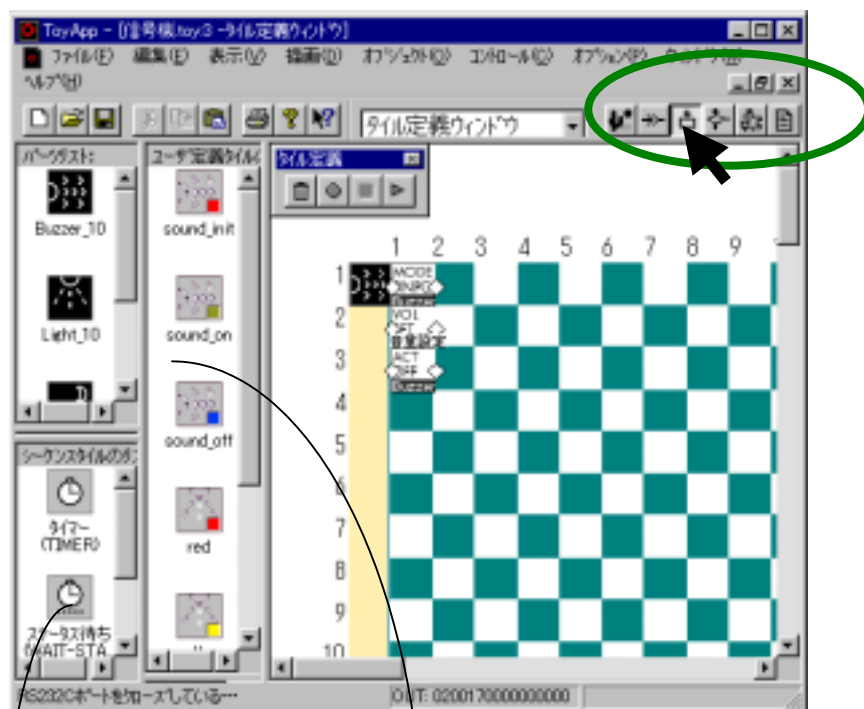 ToyApp - [信号機.toy:3 -タイル定義ウィンドウ]
ファイル(F) 編集(E) 表示(V) 描画(D) オブジェクト(O) コントロール(C) オプション(P)
ヘルプ(H)
タイル定義ウィンドウ
パーツリスト:
Buzzer_10
Light_10
シーケンスタイルのリ
タイマー
(TIMER)
ステータス待ち
(WAIT-STA
ユーザ定義タイル
sound_init
sound_on
sound_off
red
タイル定義
1 2 3 4 5 6 7 8 9
1
2
3
4
5
6
7
8
9
10
MODE
Buzzer
VOL
SET
音量設定
ACT
OFF
Buzzer
RS232Cポートをクローズしている…
OUT: 0200170000000000